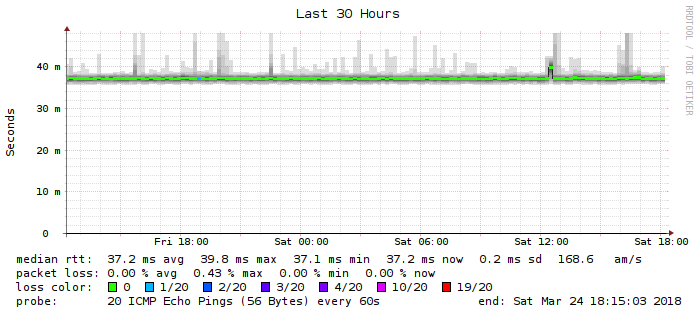 Last 30 Hours
RRDTOOL / TOBI OETIKER
Seconds
40 m
30 m
20 m
10 m
0
Fri 18:00 Sat 00:00 Sat 06:00 Sat 12:00 Sat 18:00
median rtt: 37.2 ms avg 39.8 ms max 37.1 ms min 37.2 ms now 0.2 ms sd 168.6 am/s
packet loss: 0.00 % avg 0.43 % max 0.00 % min 0.00 % now
loss color: 0 1/20 2/20 3/20 4/20 10/20 19/20
probe: 20 ICMP Echo Pings (56 Bytes) every 60s end: Sat Mar 24 18:15:03 2018